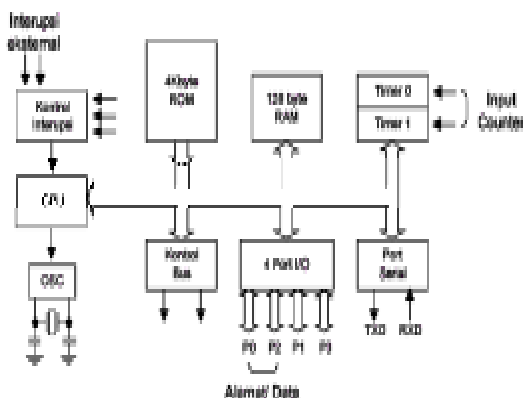 Interupsi
eksternal
Kontrol
Interupsi
4Kbyte
ROM
128 byte
RAM
Timer 0
Timer 1
Input
Counter
CPU
OSC
Kontrol
Bus
4 Port I/O
Port
Serial
TXD RXD
P0 P2 P1 P3
Alamat/ Data